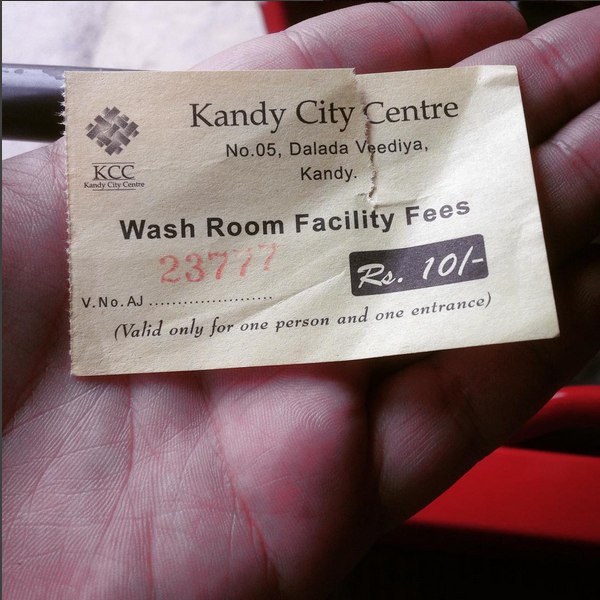 Kandy City Centre
No.05, Dalada Veediya,
Kandy.
KCC
Kandy City Centre
Wash Room Facility Fees
23777
Rs. 10/-
V.No.AJ ......................
(Valid only for one person and one entrance)